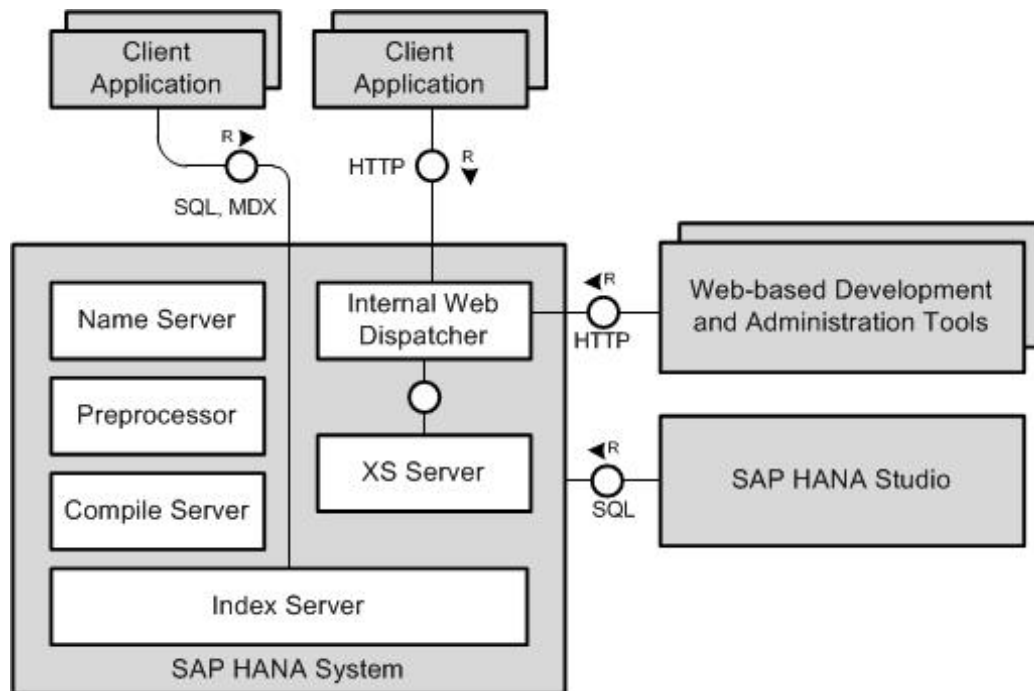 Client
Application
Client
Application
R
SQL, MDX
HTTP
R
Name Server
Preprocessor
Compile Server
Internal Web
Dispatcher
XS Server
Index Server
SAP HANA System
R
HTTP
Web-based Development
and Administration Tools
R
SQL
SAP HANA Studio